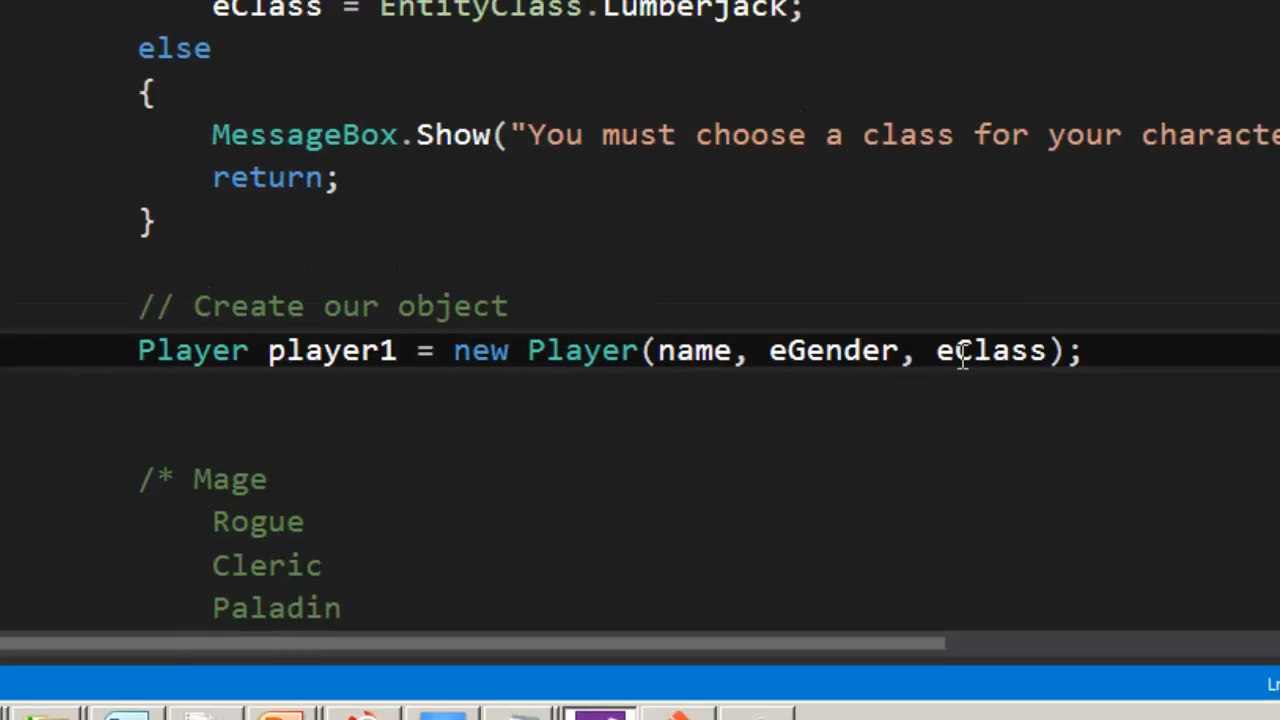 eClass = EntityClass.Lumberjack;
else
{
MessageBox.Show("You must choose a class for your characte
return;
}
// Create our object
Player player1 = new Player(name, eGender, eClass);
/* Mage
Rogue
Cleric
Paladin
Ln